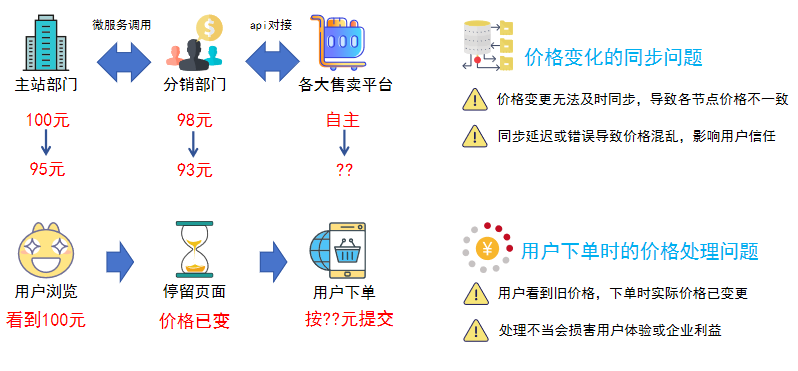 微服务调用
api对接
主站部门
分销部门
各大售卖平台
100元
98元
自主
95元
93元
??
价格变化的同步问题
价格变更无法及时同步，导致各节点价格不一致
同步延迟或错误导致价格混乱，影响用户信任
用户浏览
停留页面
用户下单
看到100元
价格已变
按??元提交
¥
用户下单时的价格处理问题
用户看到旧价格，下单时实际价格已变更
处理不当会损害用户体验或企业利益